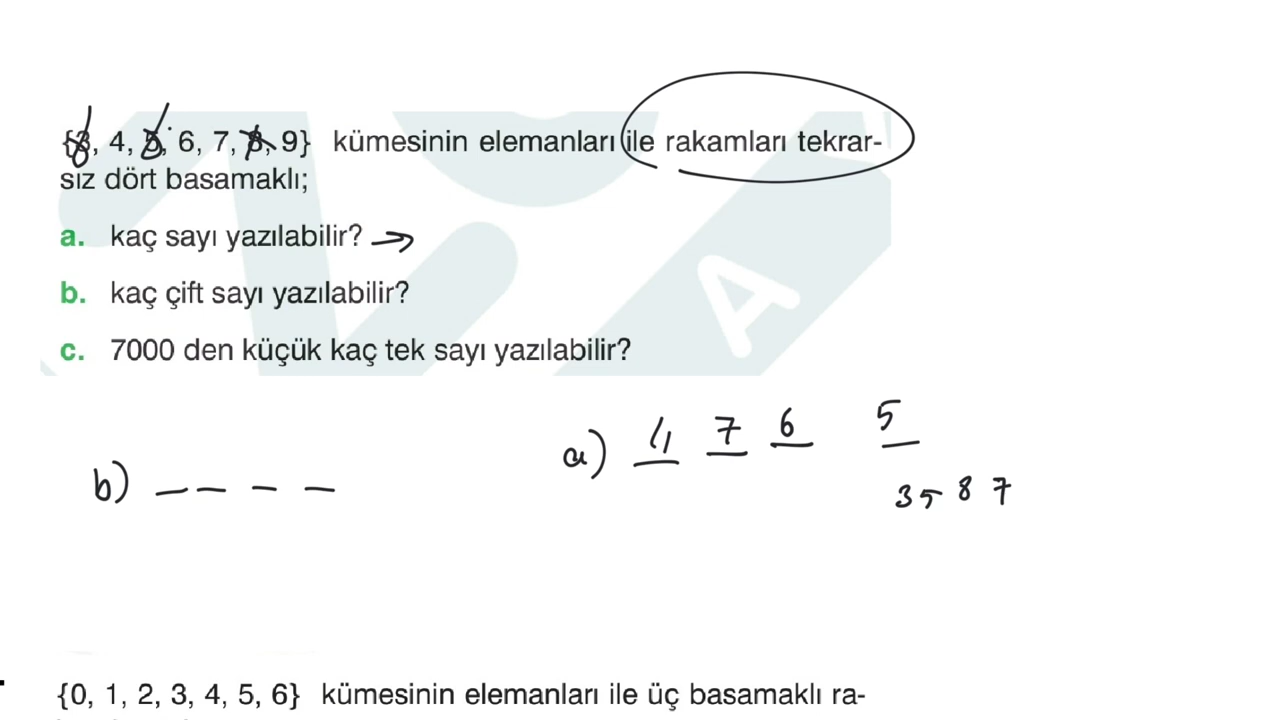 {3, 4, 5, 6, 7, 8, 9} kümesinin elemanları ile rakamları tekrar-
sız dört basamaklı;
a. kaç sayı yazılabilir?
b. kaç çift sayı yazılabilir?
c. 7000 den küçük kaç tek sayı yazılabilir?
a) 4 7 6 5
3 5 8 7
b)
{0, 1, 2, 3, 4, 5, 6} kümesinin elemanları ile üç basamaklı ra-